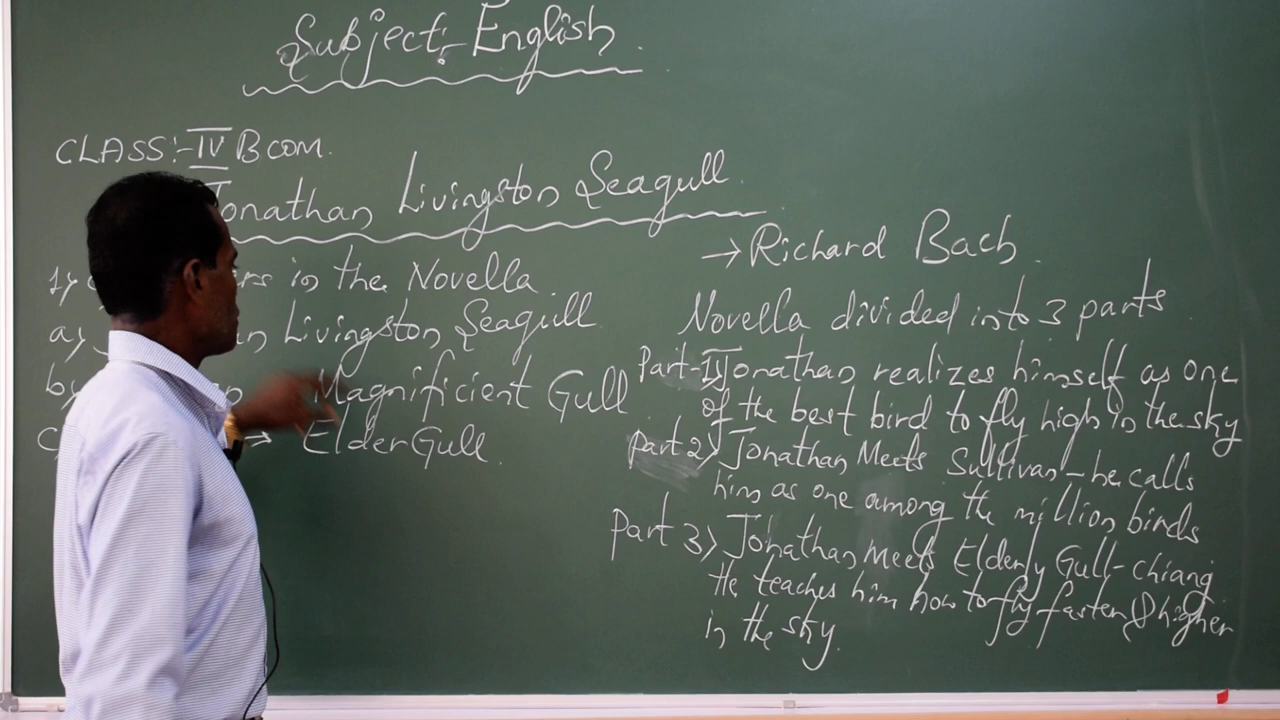 Subject:- English.
CLASS:- IV B COM.
Jonathan Livingston Seagull.
→ Richard Bach.
1) in the Novella.
a) Livingston Seagull.
b) Magnificient Gull.
c) → Elder Gull.
Novella divided into 3 parts
Part-I) Jonathan realizes himself as one
of the best bird to fly high in the sky
Part 2) Jonathan Meets Sullivan - he calls
him as one among the million birds
Part 3) Jonathan meets Elderly Gull - chiang
He teaches him how to fly faster & higher
in the sky.